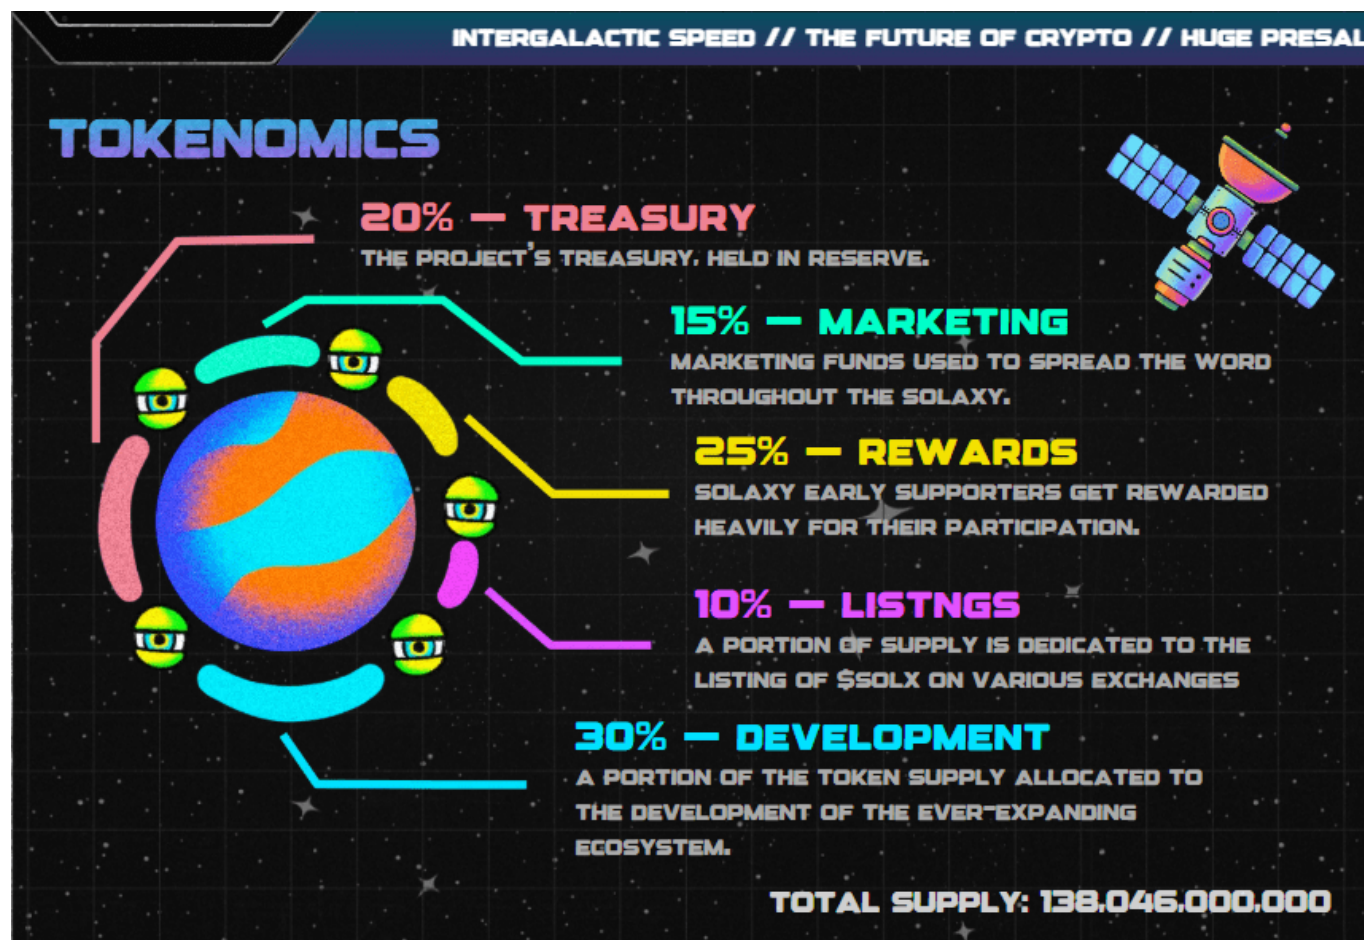 INTERGALACTIC SPEED // THE FUTURE OF CRYPTO // HUGE PRESAL
TOKENOMICS
20% — TREASURY
THE PROJECT'S TREASURY. HELD IN RESERVE.
15% — MARKETING
MARKETING FUNDS USED TO SPREAD THE WORD
THROUGHOUT THE SOLAXY.
25% — REWARDS
SOLAXY EARLY SUPPORTERS GET REWARDED
HEAVILY FOR THEIR PARTICIPATION.
10% — LISTNGS
A PORTION OF SUPPLY IS DEDICATED TO THE
LISTING OF $SOLX ON VARIOUS EXCHANGES
30% — DEVELOPMENT
A PORTION OF THE TOKEN SUPPLY ALLOCATED TO
THE DEVELOPMENT OF THE EVER-EXPANDING
ECOSYSTEM.
TOTAL SUPPLY: 138,046,000,000